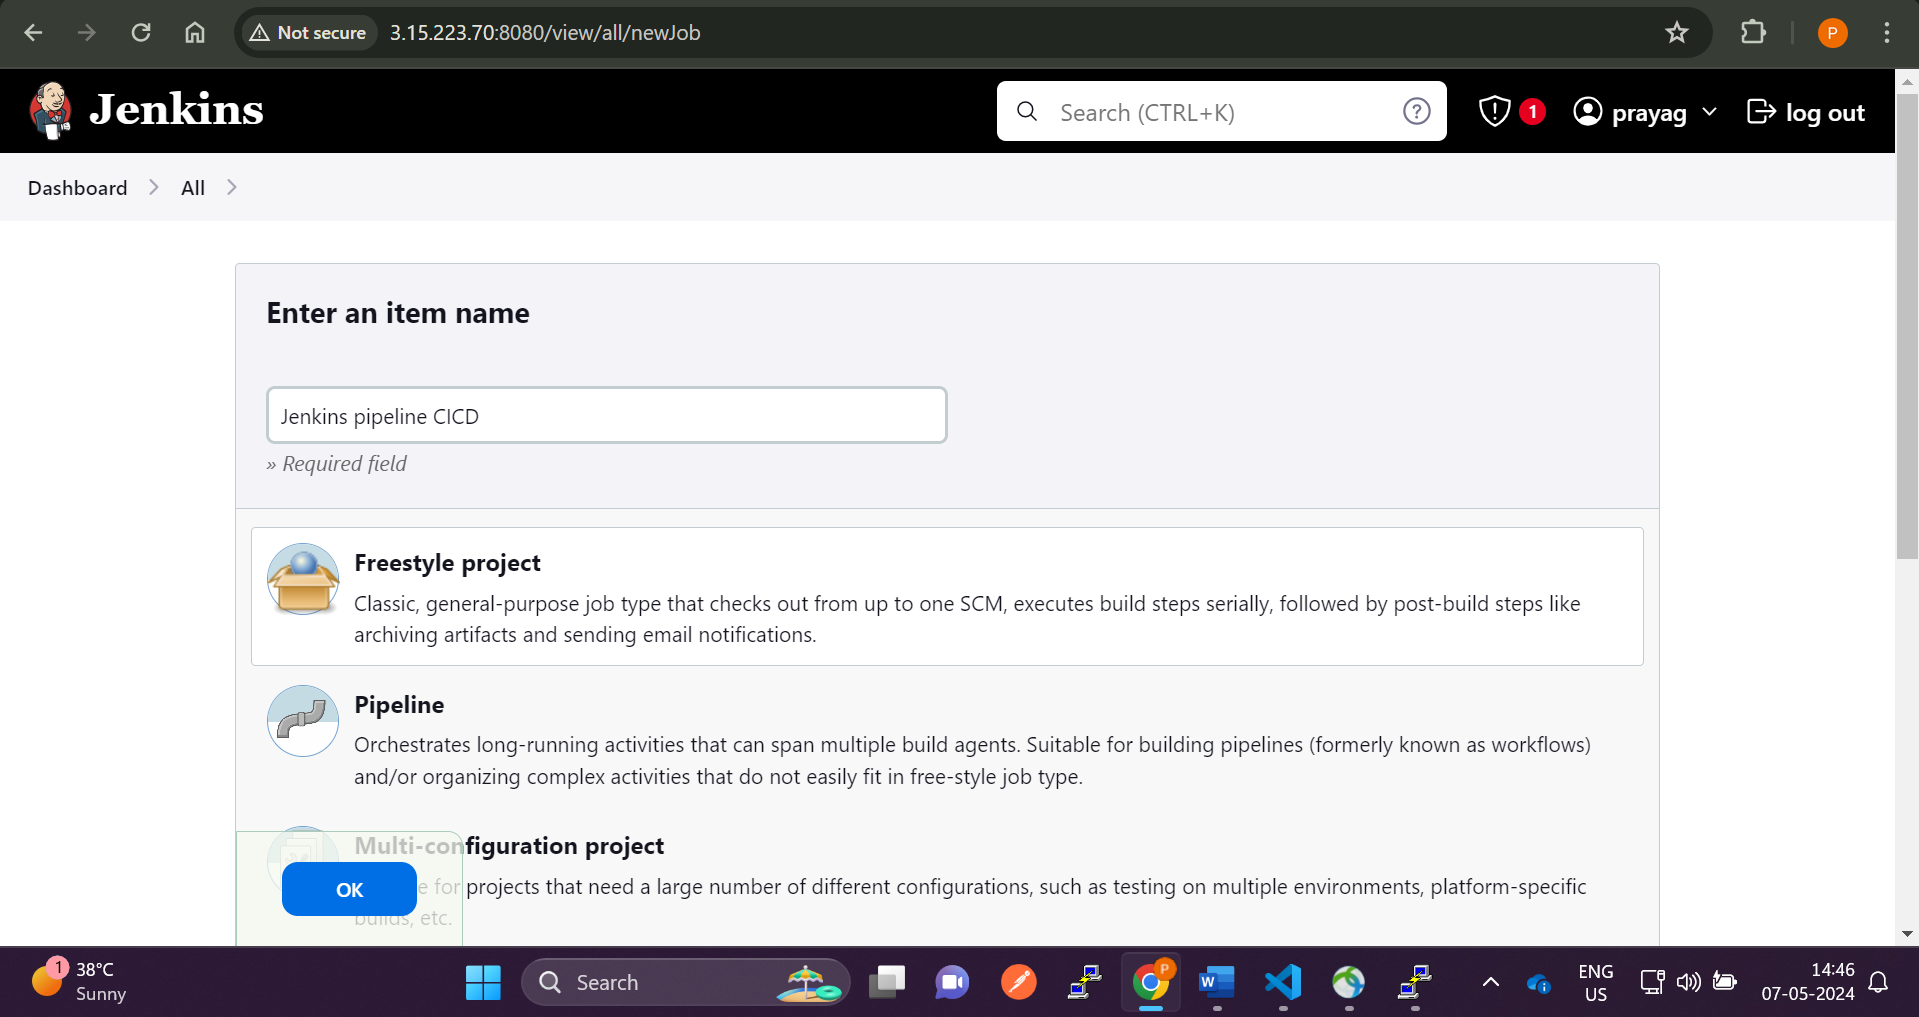 Not secure
3.15.223.70:8080/view/all/newJob
P
Jenkins
Search (CTRL+K)
?
1
prayag
log out
Dashboard
All
Enter an item name
Jenkins pipeline CICD
» Required field
Freestyle project
Classic, general-purpose job type that checks out from up to one SCM, executes build steps serially, followed by post-build steps like
archiving artifacts and sending email notifications.
Pipeline
Orchestrates long-running activities that can span multiple build agents. Suitable for building pipelines (formerly known as workflows)
and/or organizing complex activities that do not easily fit in free-style job type.
Multi-configuration project
e for projects that need a large number of different configurations, such as testing on multiple environments, platform-specific
builds, etc.
OK
1
38°C
Sunny
Search
P
W
ENG
US
14:46
07-05-2024